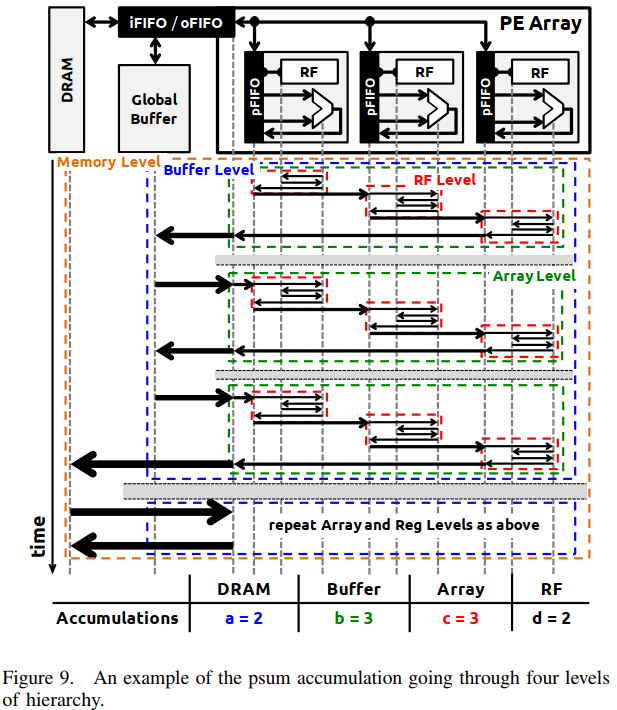 DRAM
iFIFO / oFIFO
Global
Buffer
PE Array
pFIFO
RF
pFIFO
RF
pFIFO
RF
Memory Level
Buffer Level
RF Level
Array Level
time
repeat Array and Reg Levels as above
DRAM Buffer Array RF
Accumulations a = 2 b = 3 c = 3 d = 2
Figure 9. An example of the psum accumulation going through four levels
of hierarchy.